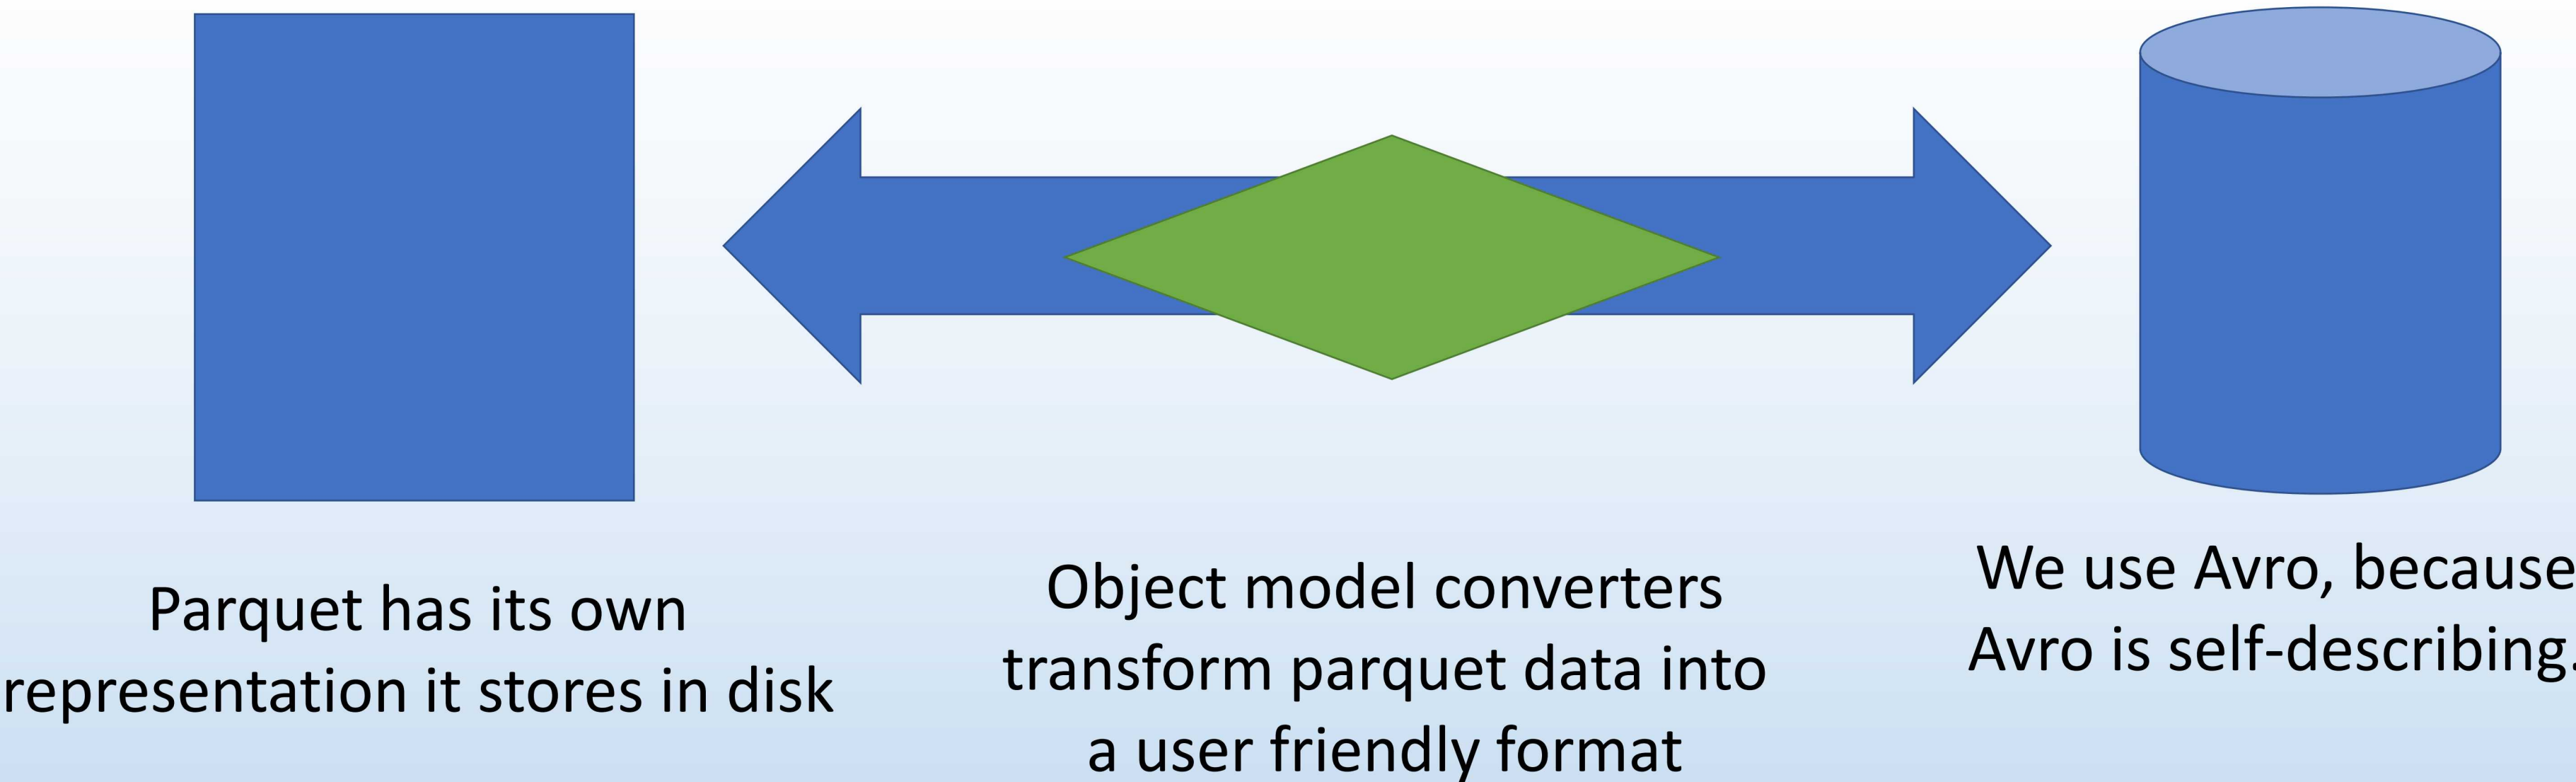 Parquet has its own
representation it stores in disk
Object model converters
transform parquet data into
a user friendly format
We use Avro, because
Avro is self-describing.